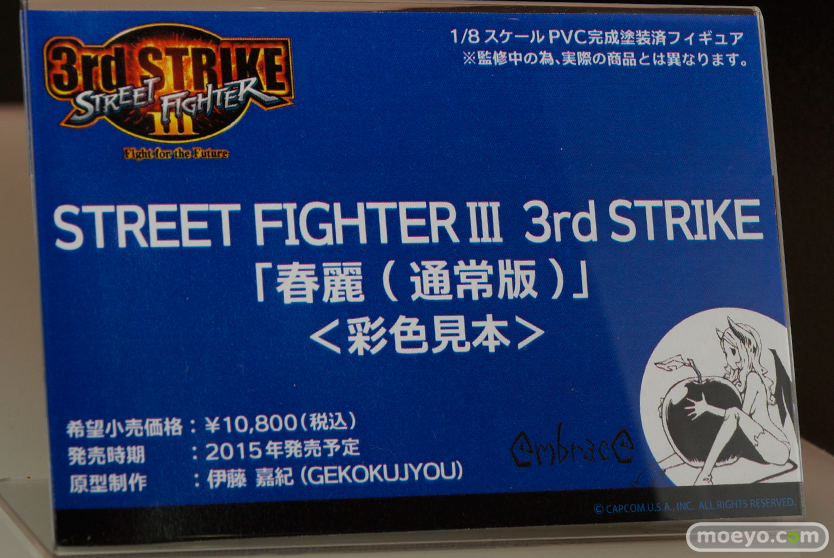 3rd STRIKE
STREET FIGHTER
III
Fight for the Future
1/8スケールPVC完成塗装済フィギュア
※監修中の為、実際の商品とは異なります。
STREET FIGHTER III 3rd STRIKE
「春麗(通常版)」
<彩色見本>
希望小売価格：￥10,800(税込)
発売時期：2015年発売予定
原型制作：伊藤 嘉紀(GEKOKUJYOU)
embrace
© CAPCOM U.S.A., INC. ALL RIGHTS RESERVED.
moeyo.com